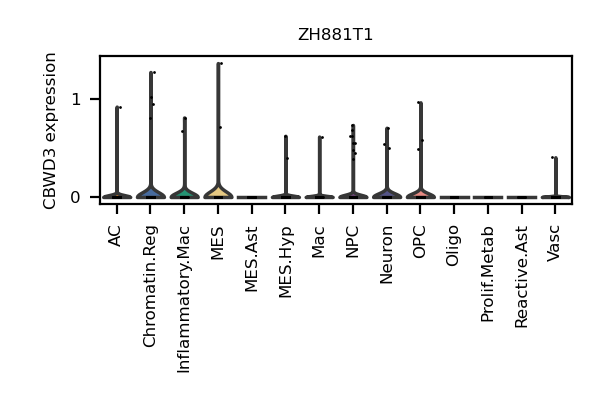 ZH881T1
CBWD3 expression
1
0
AC
Chromatin.Reg
Inflammatory.Mac
MES
MES.Ast
MES.Hyp
Mac
NPC
Neuron
OPC
Oligo
Prolif.Metab
Reactive.Ast
Vasc